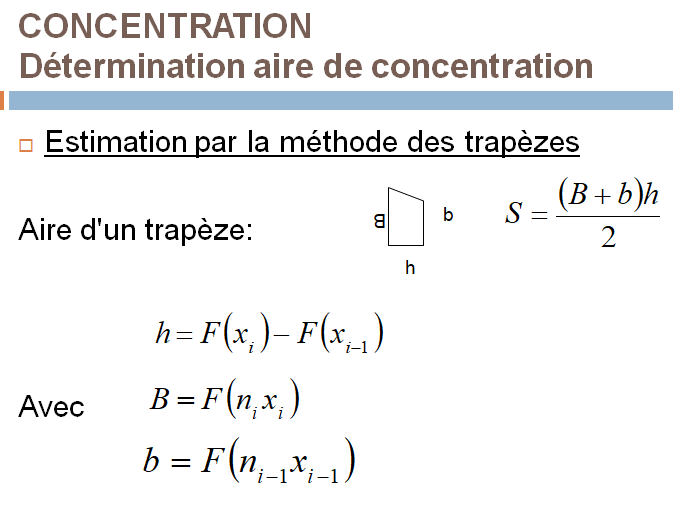 CONCENTRATION
Détermination aire de concentration
Estimation par la méthode des trapèzes
Aire d'un trapèze:
B
b
h
S = (B + b)h / 2
h = F(x_i) − F(x_{i−1})
Avec
B = F(n_i x_i)
b = F(n_{i−1} x_{i−1})